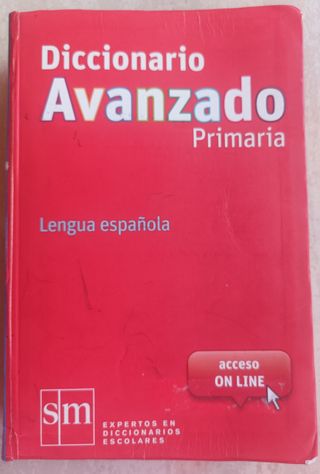 Diccionario
Avanzado
Primaria
Lengua española
acceso
ON LINE
sm
EXPERTOS EN
DICCIONARIOS
ESCOLARES